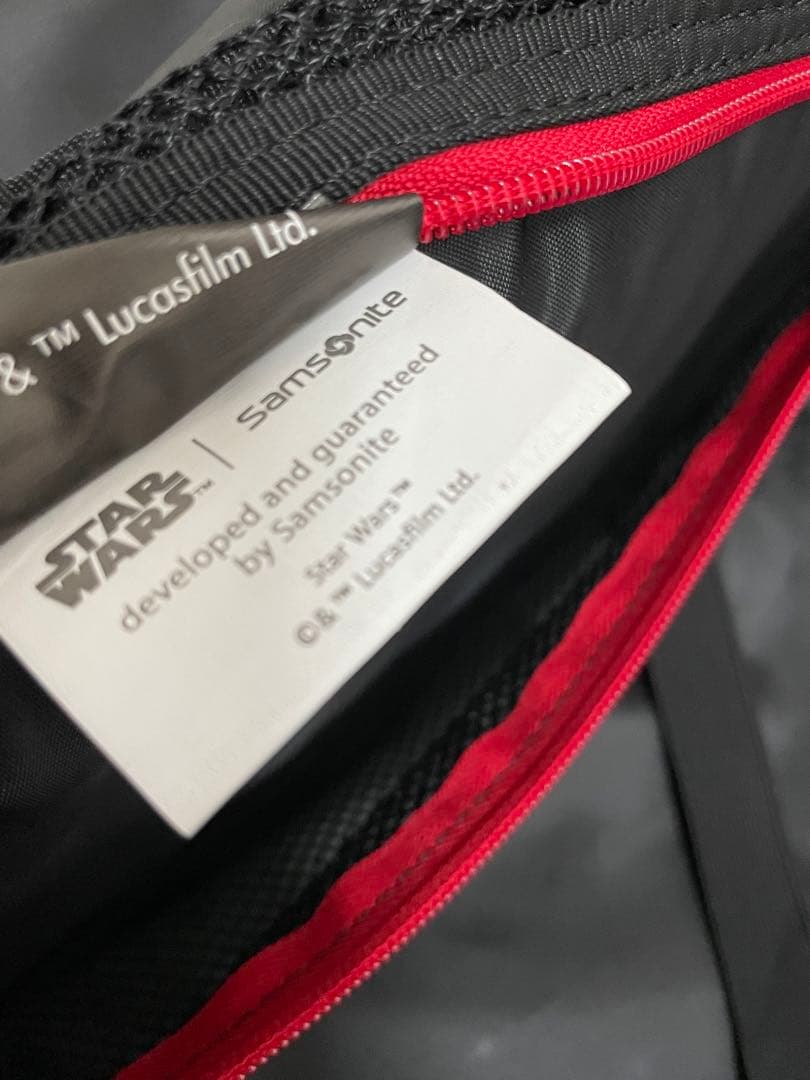 & ™ Lucasfilm Ltd.
STAR
WARS™ | Samsonite
developed and guaranteed
by Samsonite
Star Wars™
©& ™ Lucasfilm Ltd.